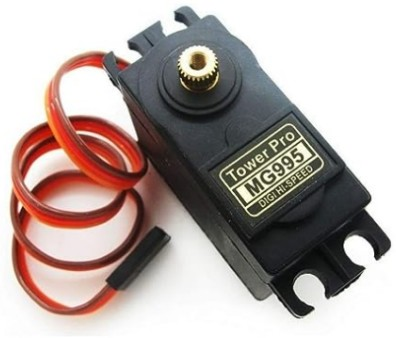 Tower Pro
MG995
DIGI HI-SPEED